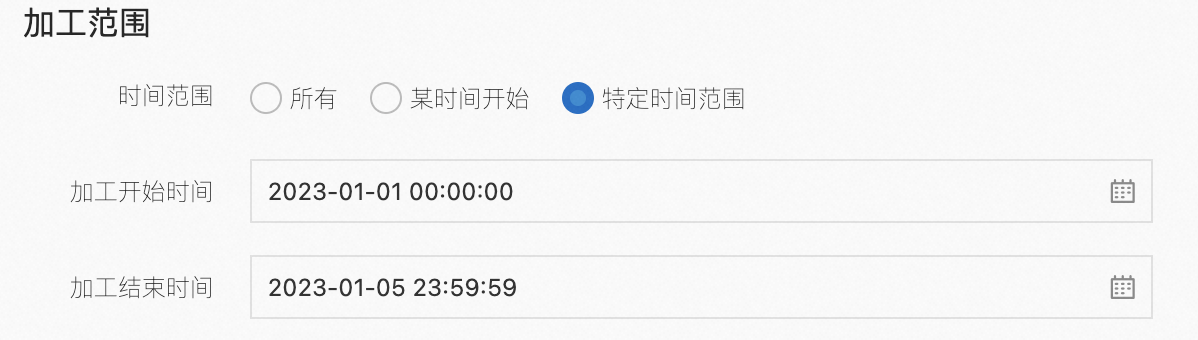 加工范围
时间范围 所有 某时间开始 特定时间范围
加工开始时间 2023-01-01 00:00:00
加工结束时间 2023-01-05 23:59:59